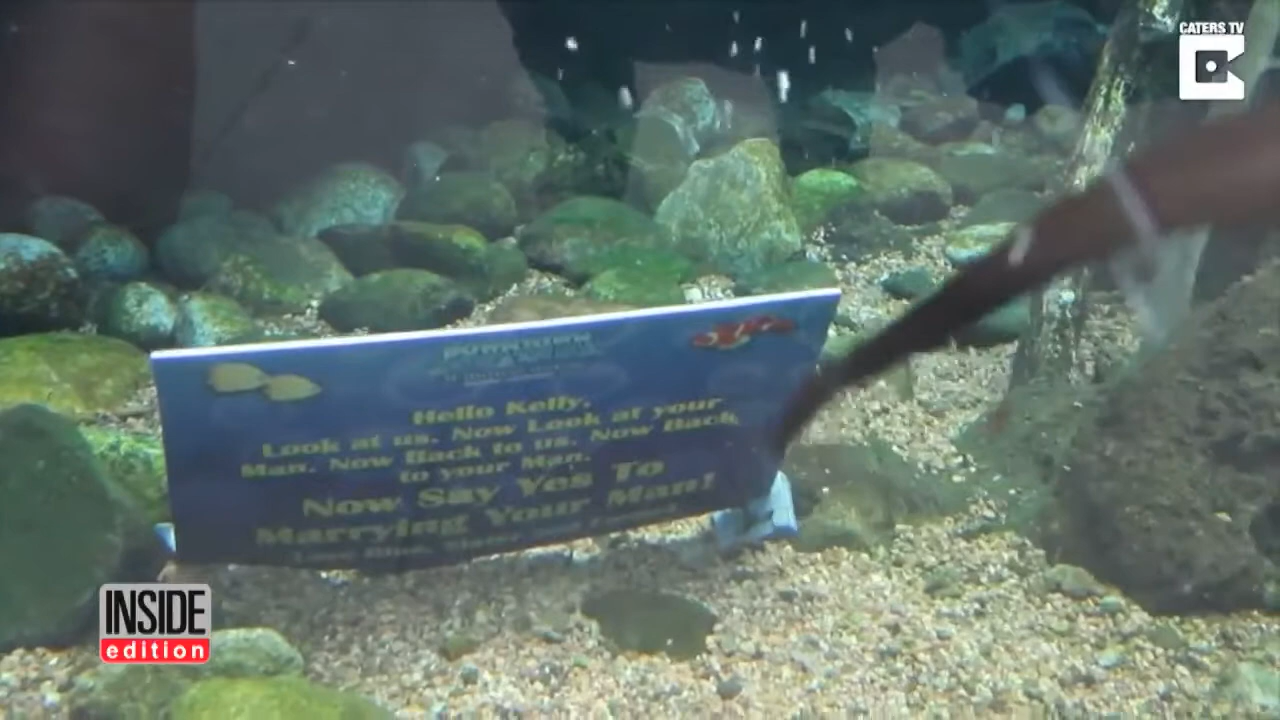 CATERS TV
Hello Kelly,
Look at us. Now Look at your
Man. Now Back to us. Now Back
to your Man.
Now Say Yes To
Marrying Your Man!
INSIDE
edition